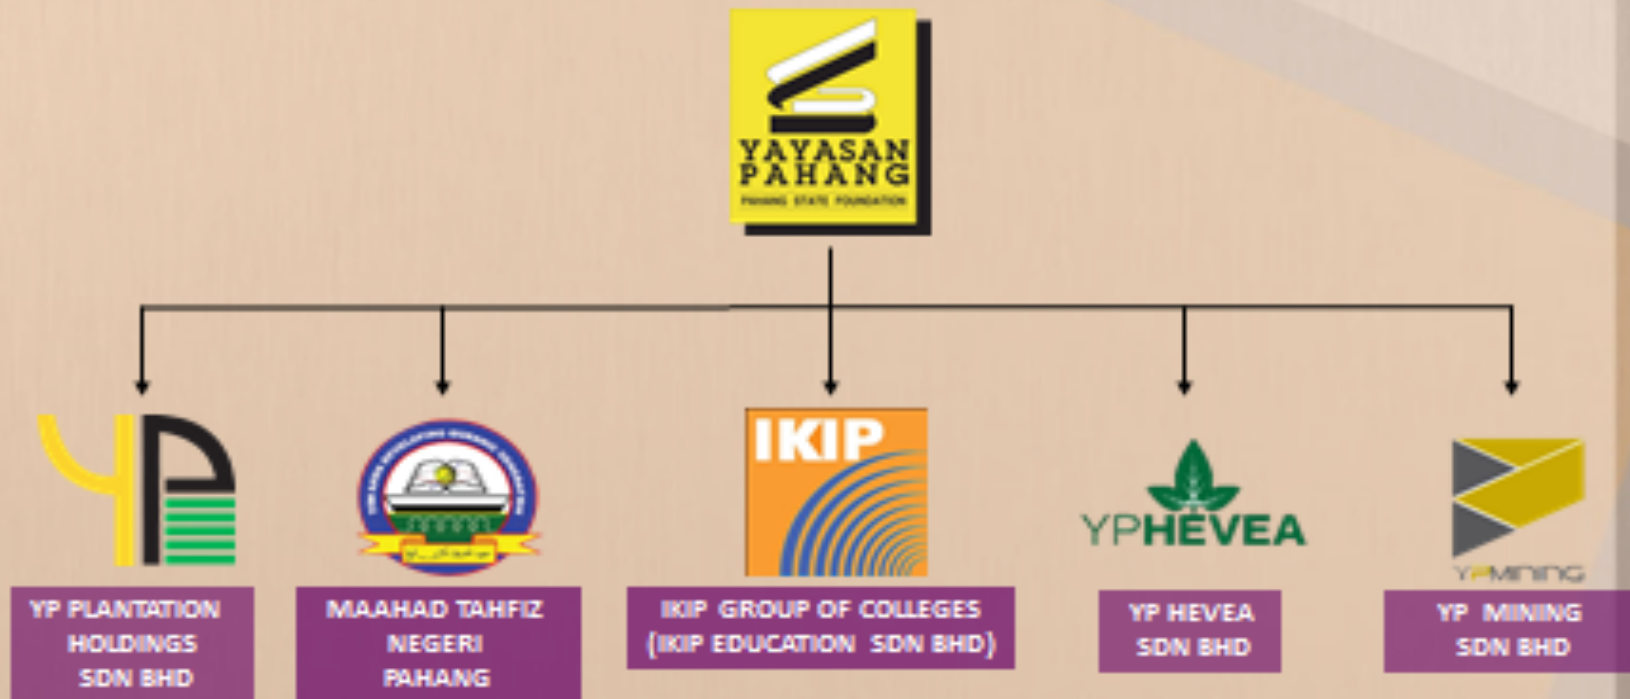 YAYASAN
PAHANG
PAHANG STATE FOUNDATION
YP
IKIP
YPHEVEA
YPMINING
YP PLANTATION
HOLDINGS
SDN BHD
MAAHAD TAHFIZ
NEGERI
PAHANG
IKIP GROUP OF COLLEGES
(IKIP EDUCATION SDN BHD)
YP HEVEA
SDN BHD
YP MINING
SDN BHD